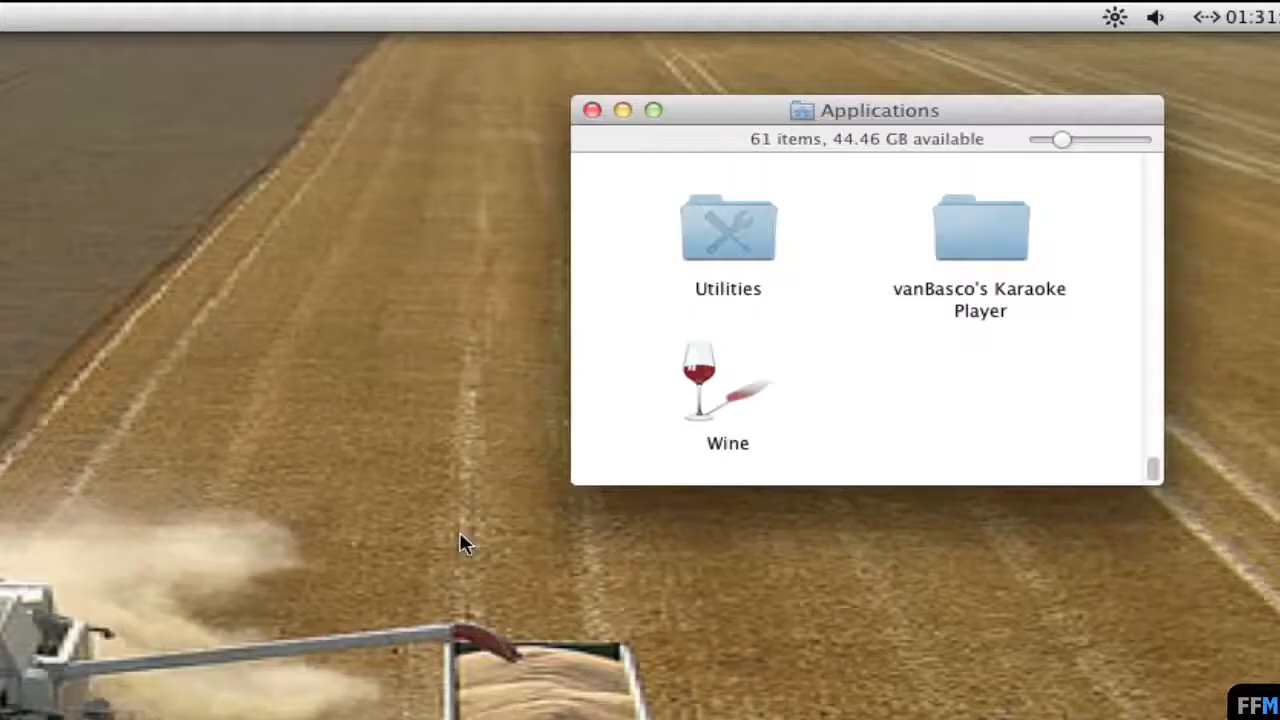 01:31:
Applications
61 items, 44.46 GB available
Utilities
vanBasco's Karaoke
Player
Wine
FFM